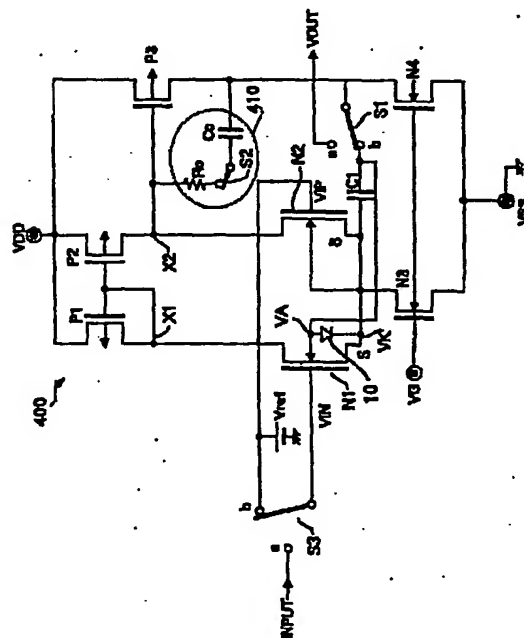 400
VDD
P1
P2
P3
X1
X2
Ro
Co
S2
410
N2
VIP
S
VOUT
a
b
S1
C1
N4
N3
VG
VA
VK
S
10
N1
VIN
Vref
b
a
S3
INPUT